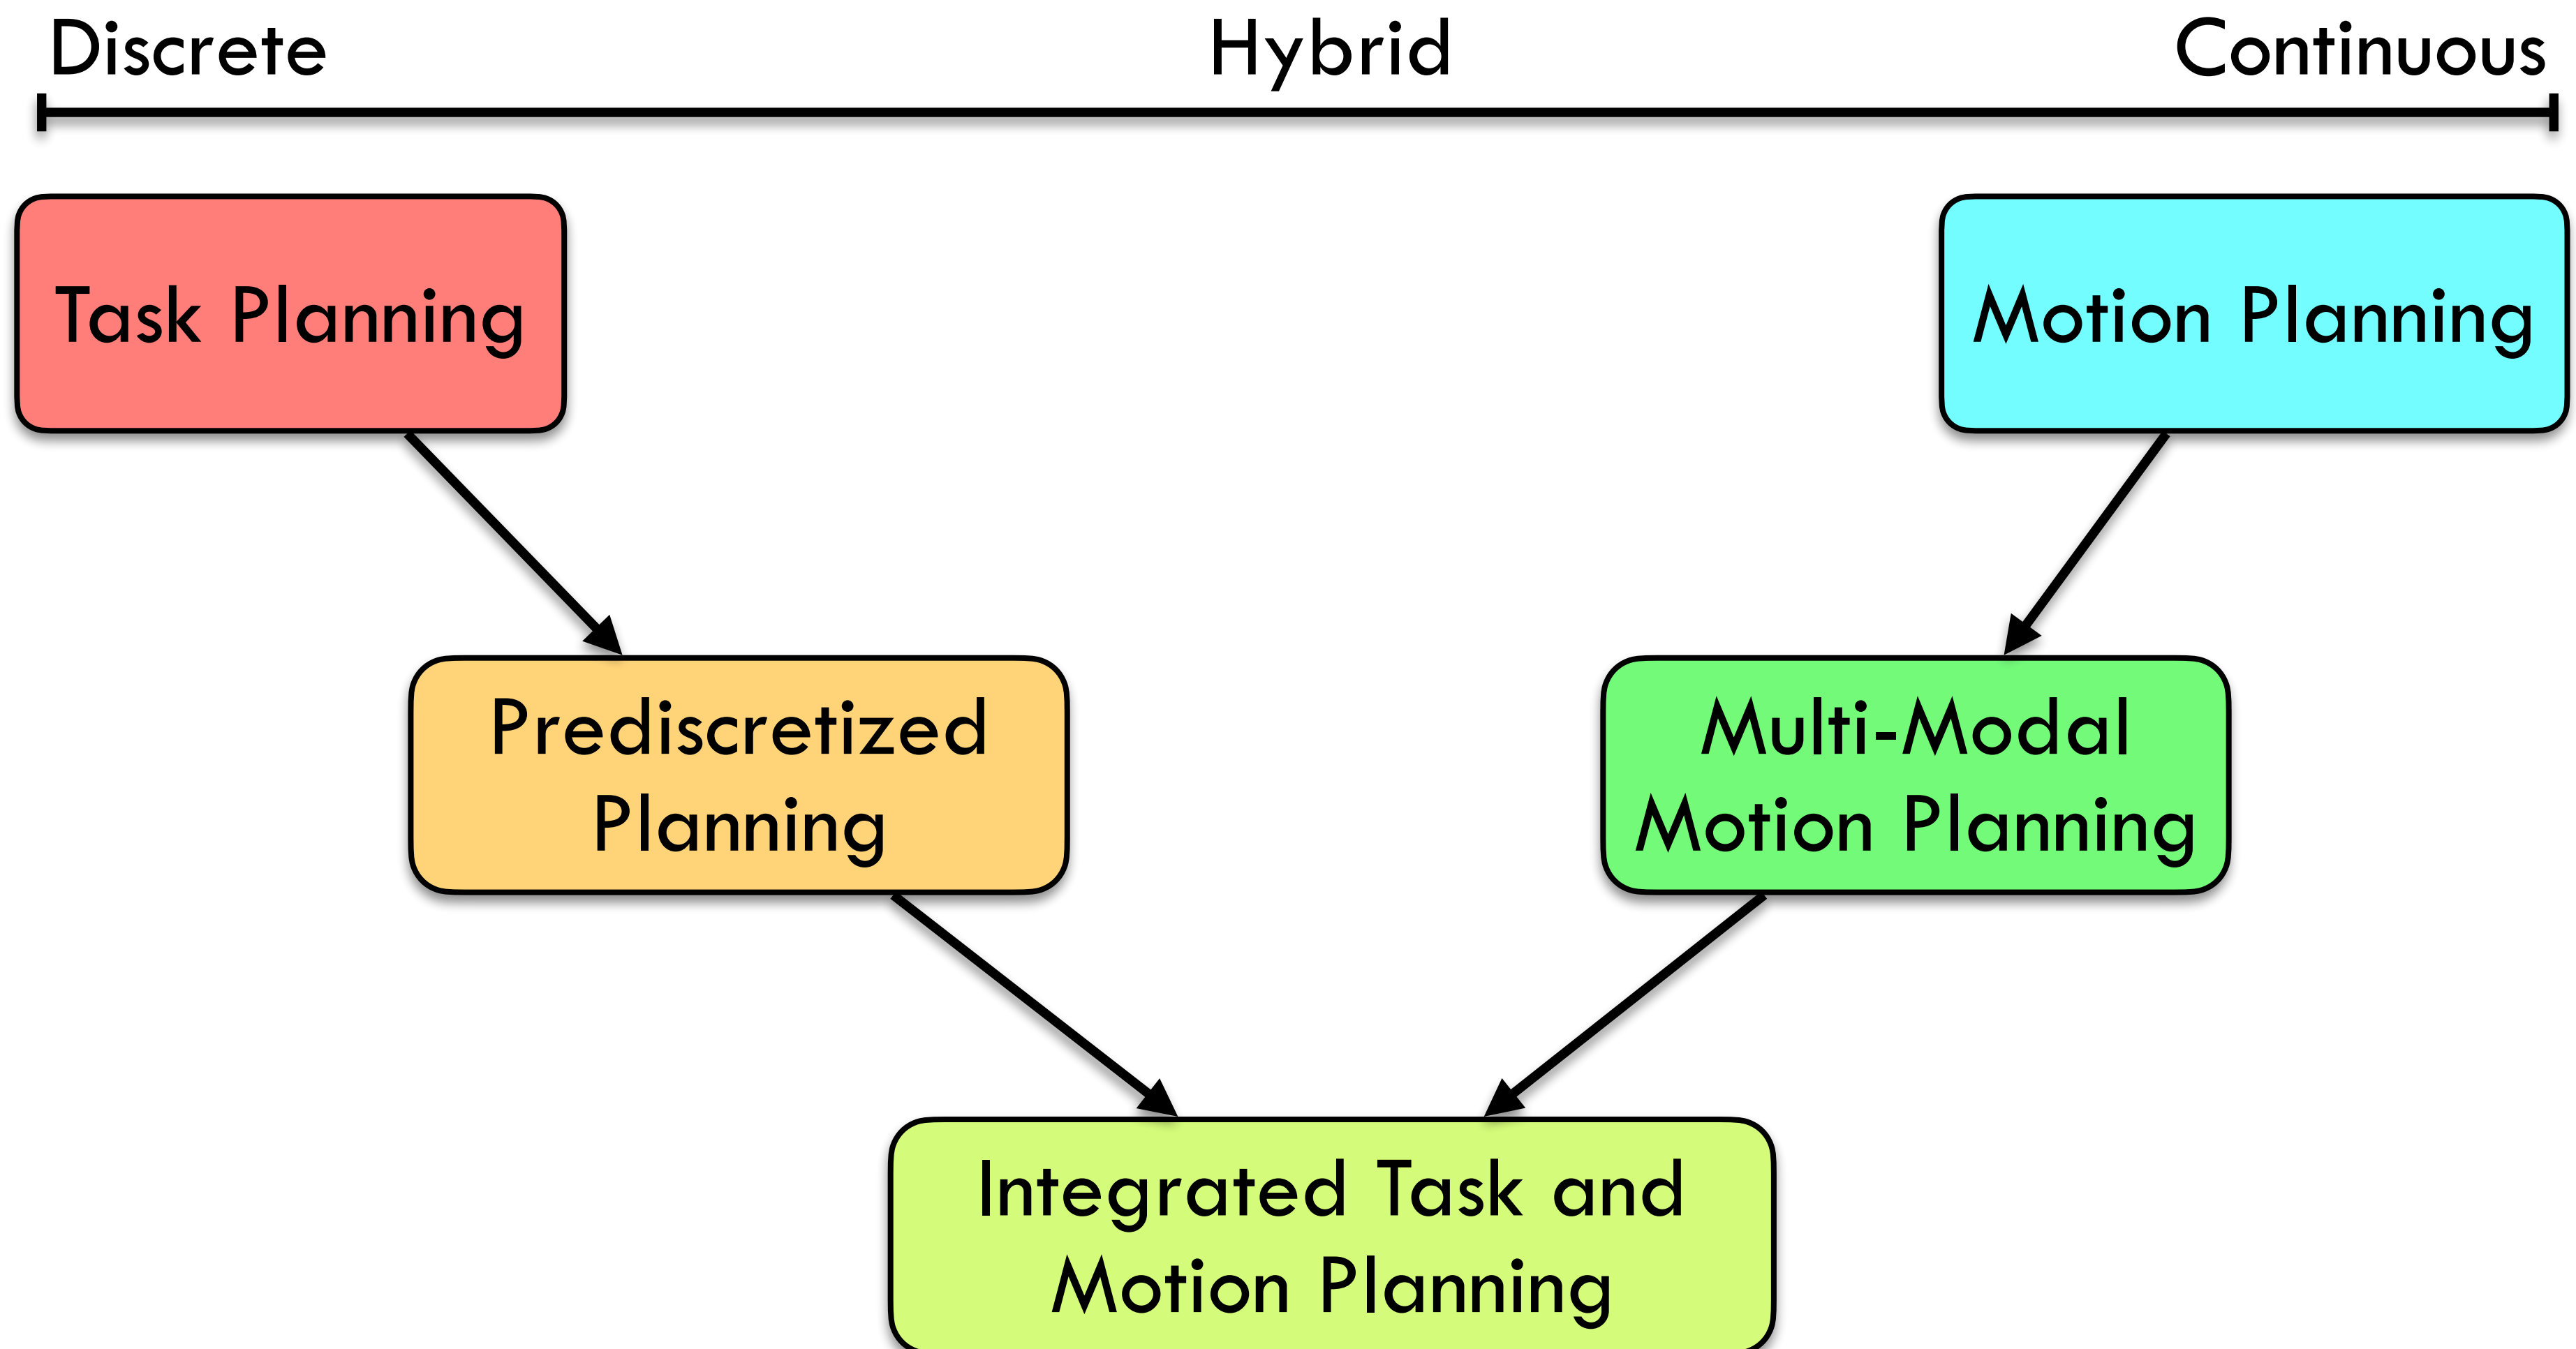 Discrete
Hybrid
Continuous
Task Planning
Motion Planning
Prediscretized
Planning
Multi-Modal
Motion Planning
Integrated Task and
Motion Planning